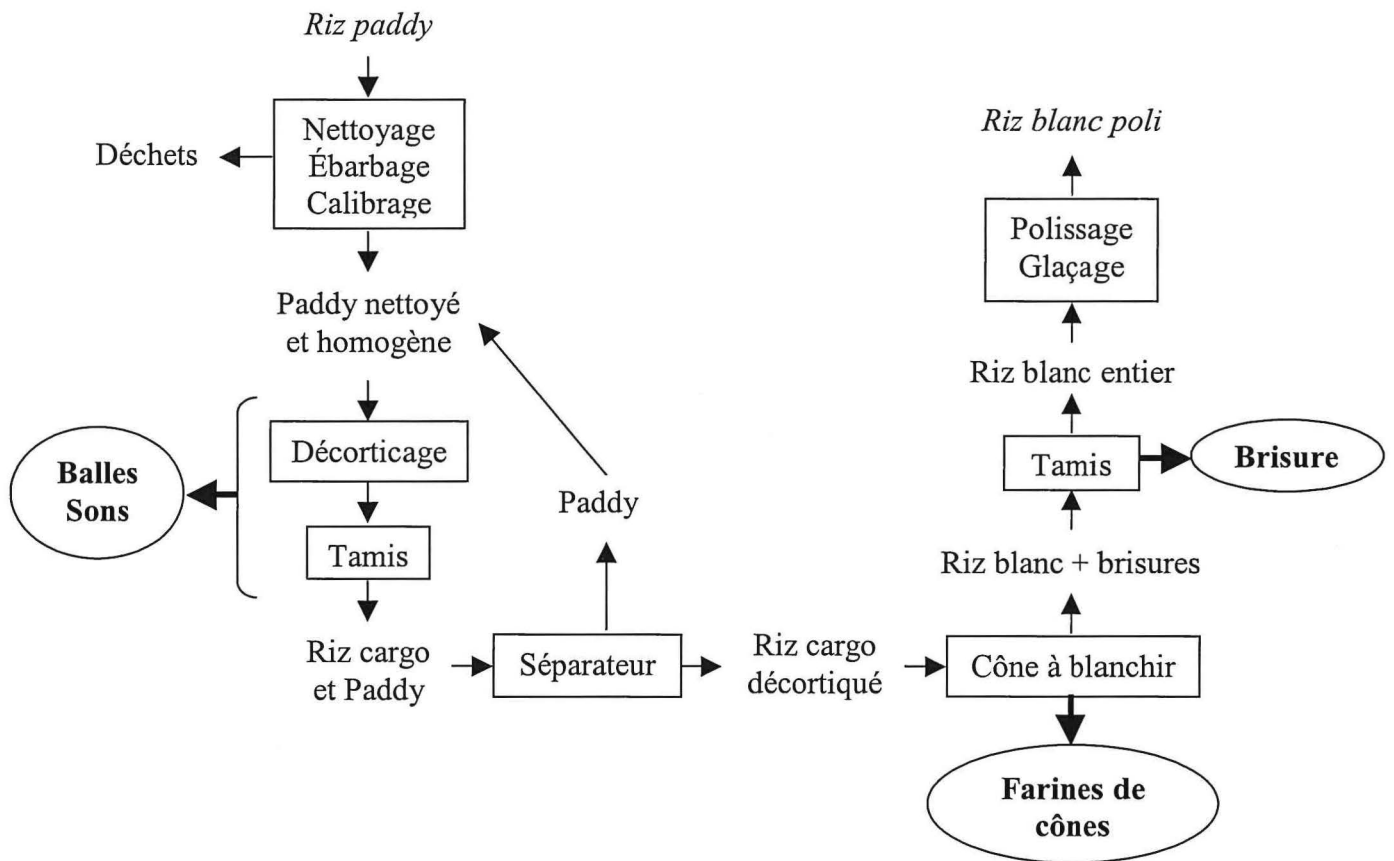 Riz paddy
Nettoyage
Ébarbage
Calibrage
Déchets
Paddy nettoyé
et homogène
Décorticage
Balles
Sons
Tamis
Riz cargo
et Paddy
Séparateur
Paddy
Riz cargo
décortiqué
Cône à blanchir
Farines de
cônes
Riz blanc + brisures
Tamis
Brisure
Riz blanc entier
Polissage
Glaçage
Riz blanc poli